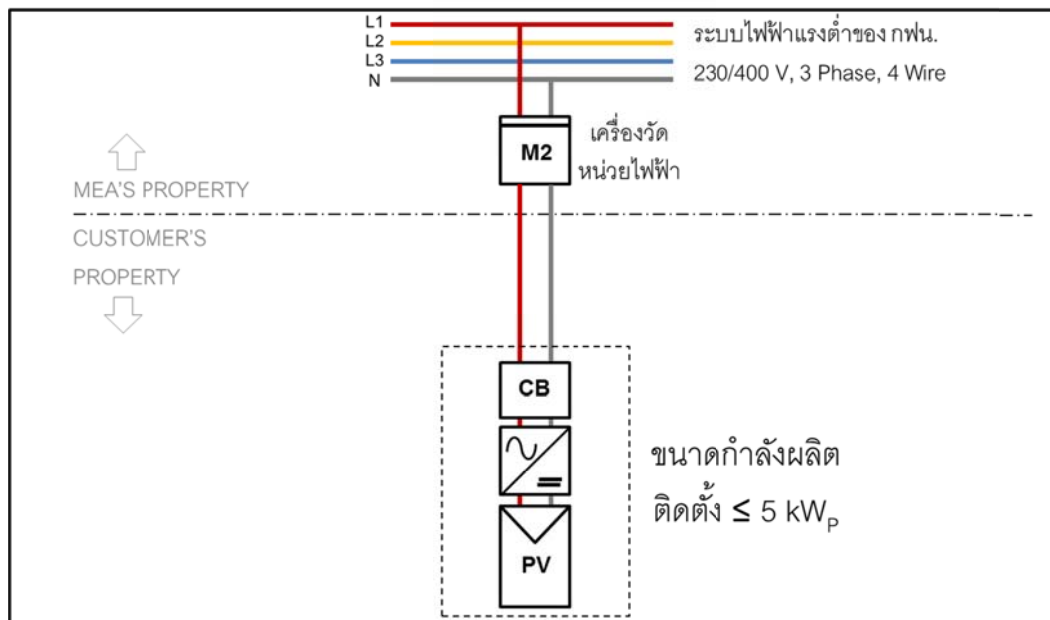 L1
L2
L3
N
ระบบไฟฟ้าแรงต่ำของ กฟน.
230/400 V, 3 Phase, 4 Wire
M2
เครื่องวัด
หน่วยไฟฟ้า
MEA'S PROPERTY
CUSTOMER'S
PROPERTY
CB
ขนาดกำลังผลิต
ติดตั้ง ≤ 5 kWP
PV